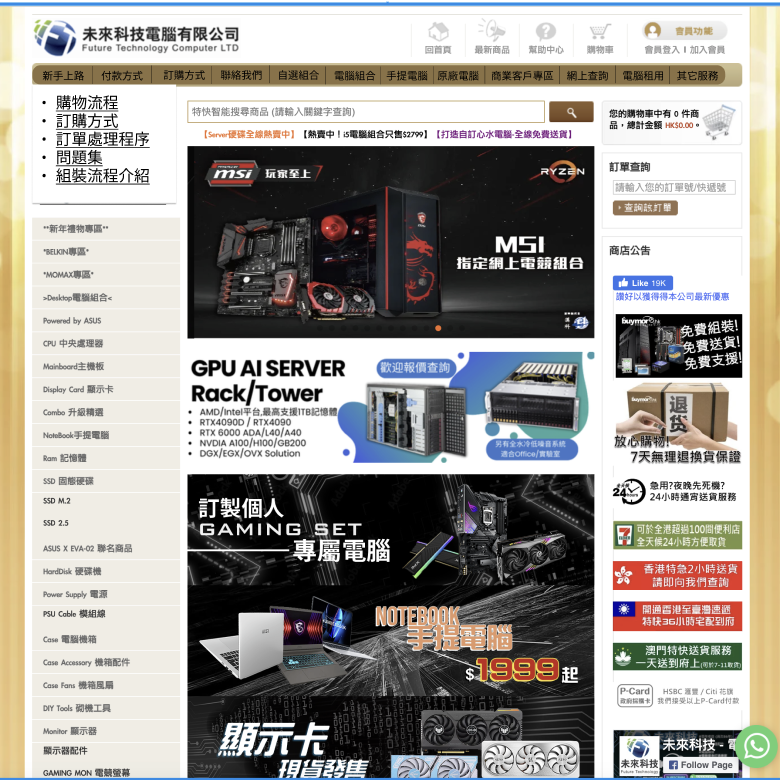 未來科技電腦有限公司
Future Technology Computer LTD
回首頁
最新商品
幫助中心
購物車
會員功能
會員登入 | 加入會員
新手上路
付款方式
訂購方式
聯絡我們
自選組合
電腦組合
手提電腦
原廠電腦
商業客戶專區
網上查詢
電腦租用
其它服務
• 購物流程
• 訂購方式
• 訂單處理程序
• 問題集
• 組裝流程介紹
**新年禮物專區**
*BELKIN專區*
*MOMAX專區*
>Desktop電腦組合<
Powered by ASUS
CPU 中央處理器
Mainboard主機板
Display Card 顯示卡
Combo 升級精選
NoteBook手提電腦
Ram 記憶體
SSD 固態硬碟
SSD M.2
SSD 2.5
ASUS X EVA-02 聯名商品
HardDisk 硬碟機
Power Supply 電源
PSU Cable 模組線
Case 電腦機箱
Case Accessory 機箱配件
Case Fans 機箱風扇
DIY Tools 砌機工具
Monitor 顯示器
顯示器配件
GAMING MON 電競螢幕
特快智能搜尋商品 (請輸入關鍵字查詢)
【Server硬碟全線熱賣中】 【熱賣中！i5電腦組合只售$2799】 【打造自訂心水電腦-全線免費送貨】
msi 玩家至上
RYZEN
MSI
指定網上電競組合
GPU AI SERVER
Rack/Tower
• AMD/Intel平台,最高支援1TB記憶體
• RTX4090D / RTX4090
• RTX 6000 ADA/L40/A40
• NVDIA A100/H100/GB200
• DGX/EGX/OVX Solution
歡迎報價查詢
另有全水冷低噪音系統
適合Office/實驗室
訂製個人
GAMING SET
專屬電腦
NOTEBOOK
手提電腦
$1999起
顯示卡
現貨發售
您的購物車中有 0 件商
品，總計金額 HK$0.00。
訂單查詢
請輸入您的訂單號/快遞號
查詢該訂單
商店公告
Like 19K
讚好以獲得得本公司最新優惠
buymore
免費組裝!
免費送貨!
免費支援!
buymore
退貨
放心購物!
7天無理退換貨保證
24小時
急用?夜晚先死機?
24小時通宵送貨服務
可於全港超過100間便利店
全天候24小時方便取貨
香港特急2小時送貨
請即向我們查詢
開通香港至臺灣速遞
特快36小時宅配到府
澳門特快送貨服務
一天送到府上(可於7-11取貨)
P-Card
政府採購卡
HSBC 滙豐 / Citi 花旗
我們接受以上P-Card付款
未來科技 - 電
Follow Page